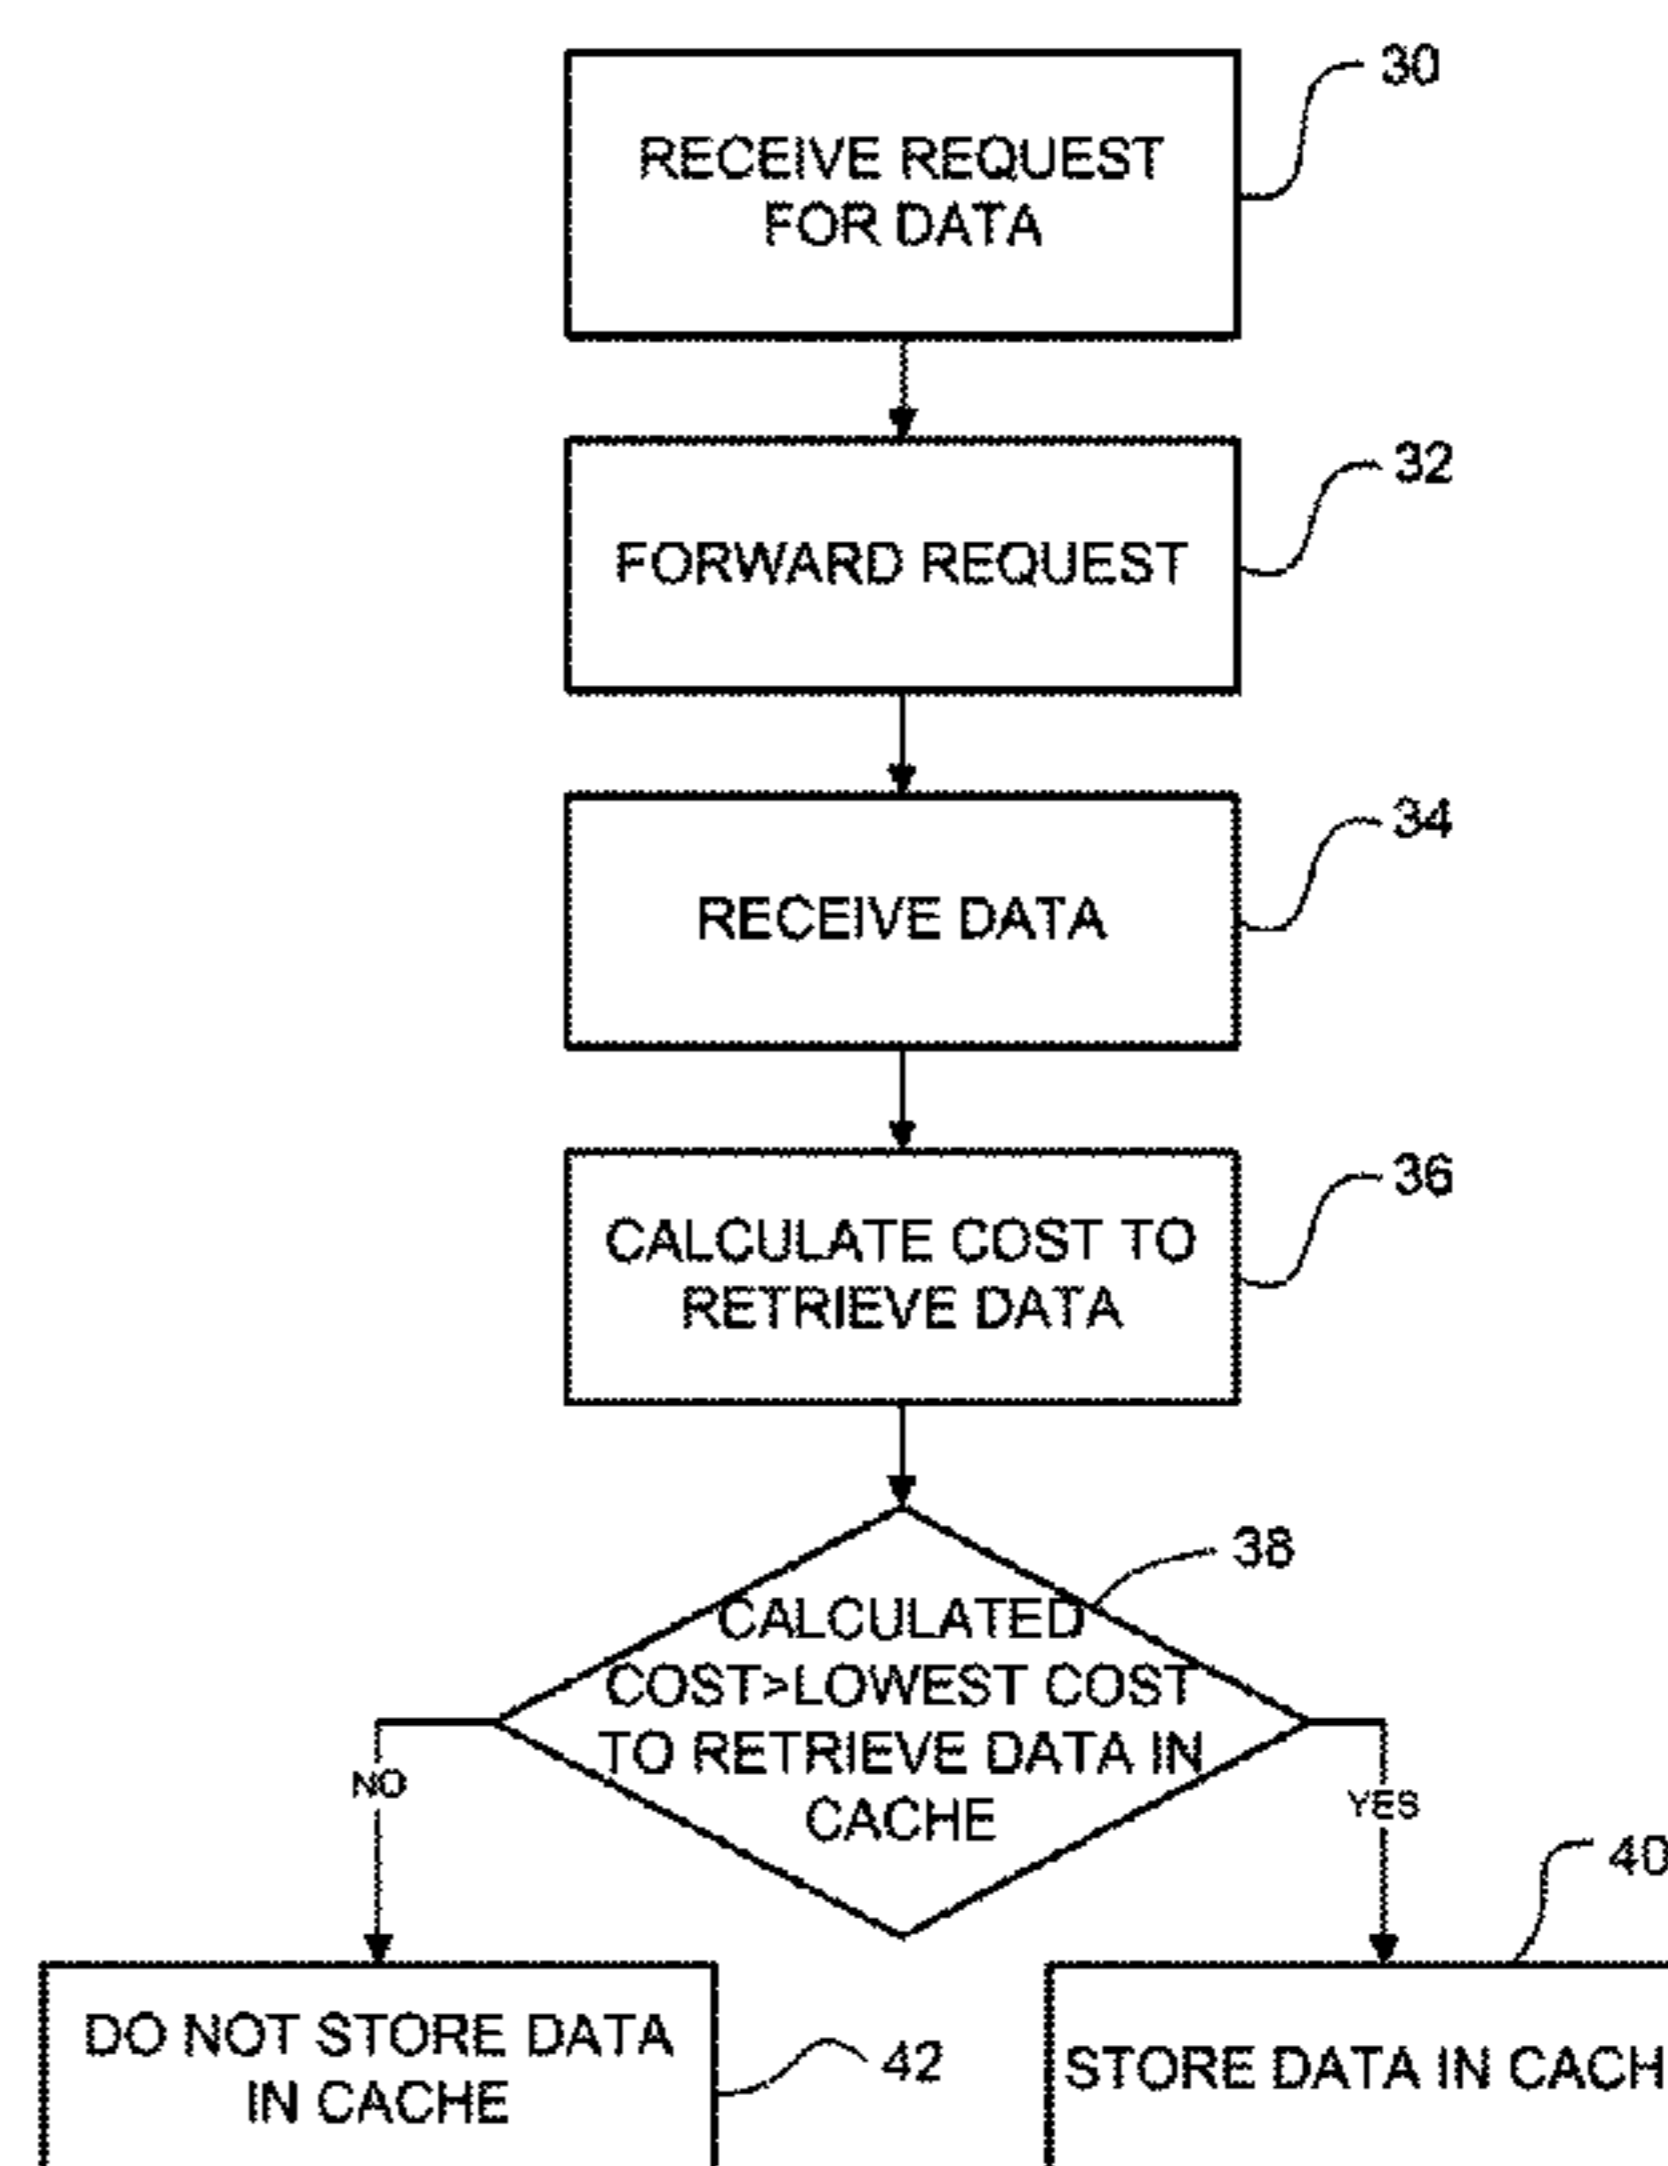 30
RECEIVE REQUEST
FOR DATA
32
FORWARD REQUEST
34
RECEIVE DATA
36
CALCULATE COST TO
RETRIEVE DATA
38
CALCULATED
COST>LOWEST COST
TO RETRIEVE DATA IN
CACHE
NO
YES
40
DO NOT STORE DATA
IN CACHE
42
STORE DATA IN CACH